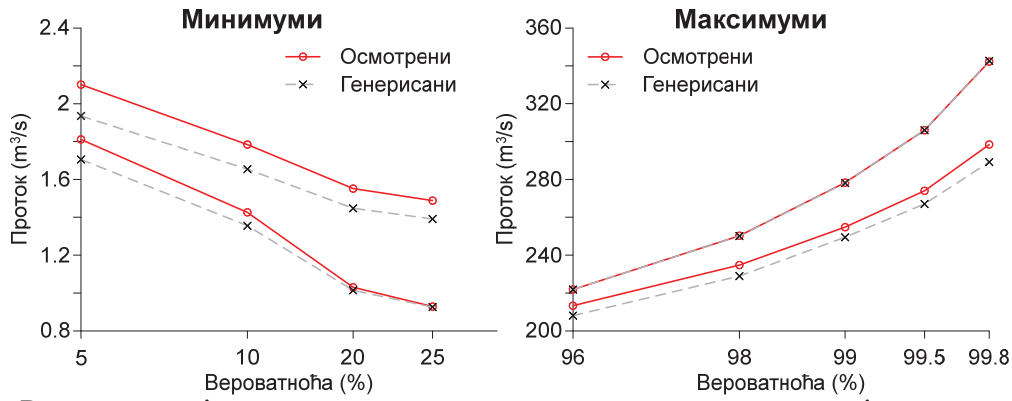 Минимуми
2.4
2
1.6
1.2
0.8
Проток (m³/s)
Осмотрени
Генерисани
5 10 20 25
Вероватноћа (%)
Максимуми
360
320
280
240
200
Проток (m³/s)
Осмотрени
Генерисани
96 98 99 99.5 99.8
Вероватноћа (%)